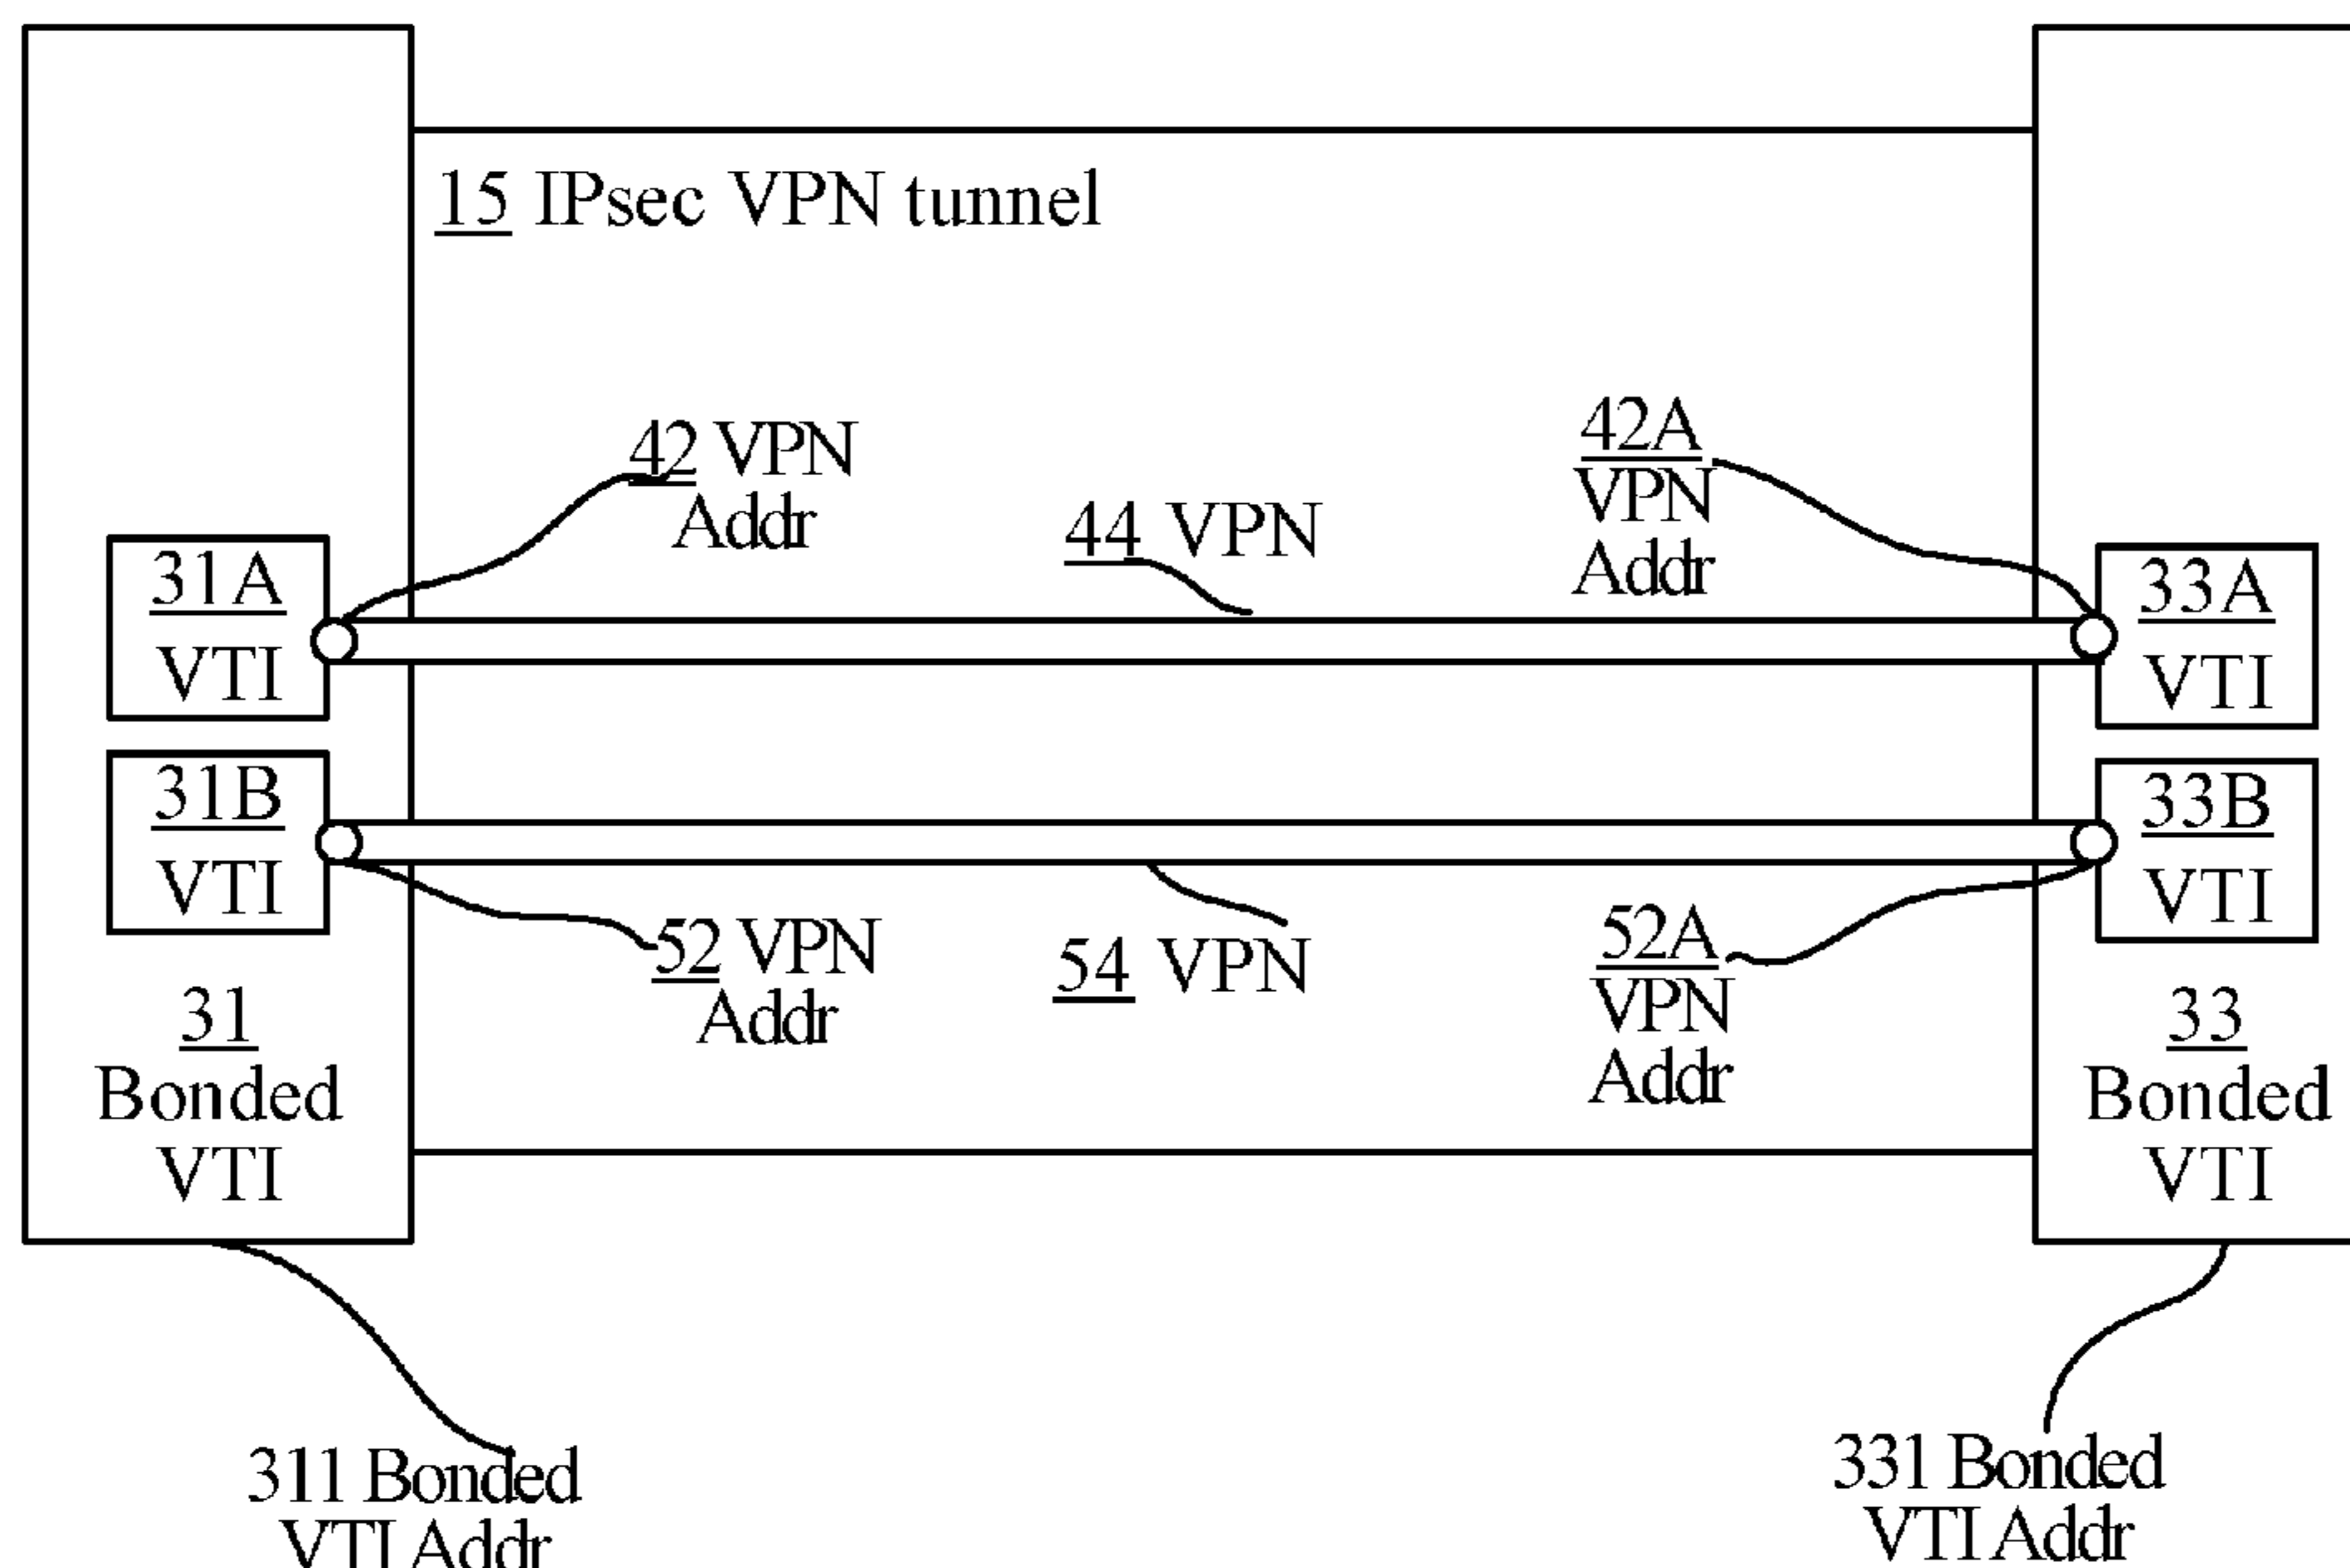 15 IPsec VPN tunnel
42 VPN
Addr
42A
VPN
Addr
44 VPN
31A
VTI
33A
VTI
31B
VTI
33B
VTI
52 VPN
Addr
54 VPN
52A
VPN
Addr
31
Bonded
VTI
33
Bonded
VTI
311 Bonded
VTI Addr
331 Bonded
VTI Addr